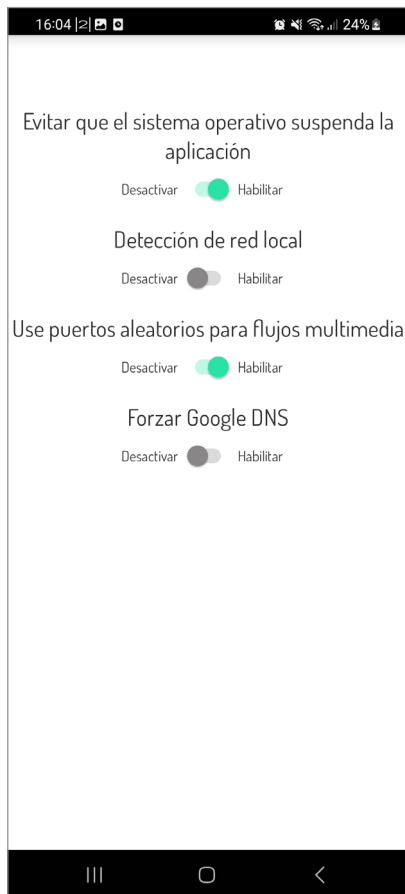 16:04 |2| 24%
Evitar que el sistema operativo suspenda la
aplicación
Desactivar Habilitar
Detección de red local
Desactivar Habilitar
Use puertos aleatorios para flujos multimedia
Desactivar Habilitar
Forzar Google DNS
Desactivar Habilitar